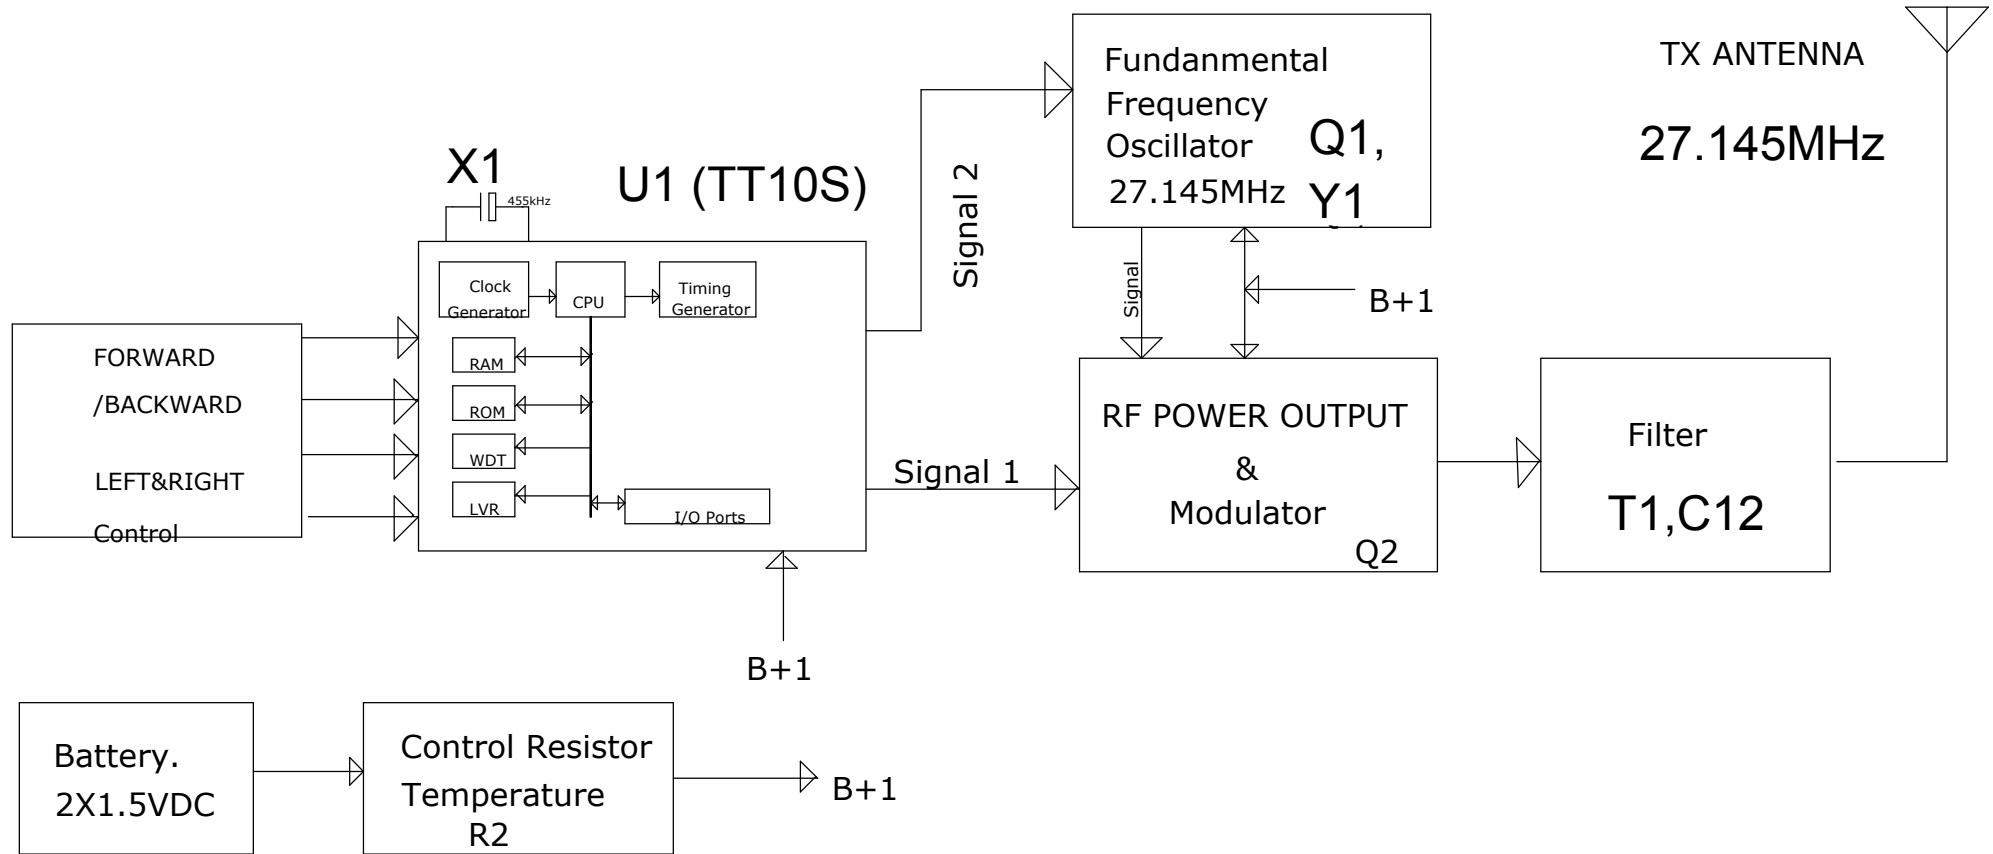 TX ANTENNA
27.145MHz
Fundanmental
Frequency
Oscillator
27.145MHz
Q1,
Y1
X1
455kHz
U1 (TT10S)
Signal 2
Clock
Generator
CPU
Timing
Generator
RAM
ROM
WDT
LVR
I/O Ports
FORWARD
/BACKWARD
LEFT&RIGHT
Control
Signal
B+1
Signal 1
RF POWER OUTPUT
&
Modulator
Q2
Filter
T1,C12
B+1
Battery.
2X1.5VDC
Control Resistor
Temperature
R2
B+1